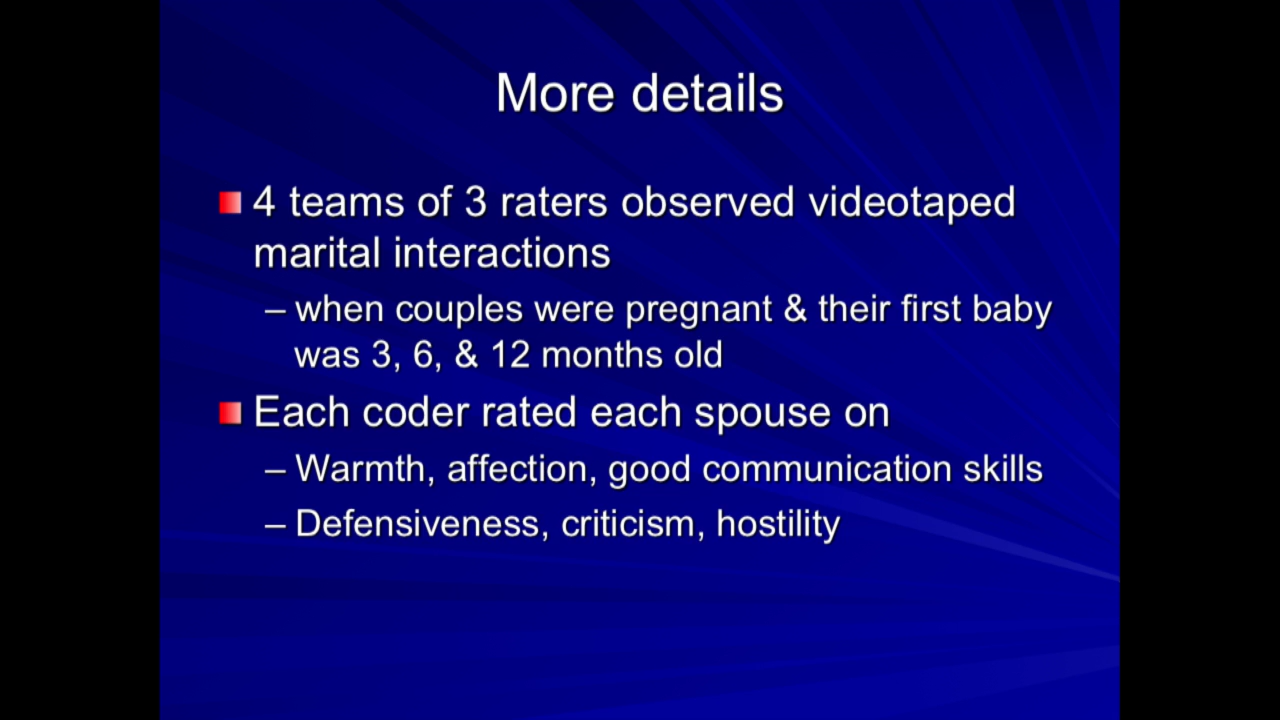 More details
4 teams of 3 raters observed videotaped
marital interactions
– when couples were pregnant & their first baby
was 3, 6, & 12 months old
Each coder rated each spouse on
– Warmth, affection, good communication skills
– Defensiveness, criticism, hostility